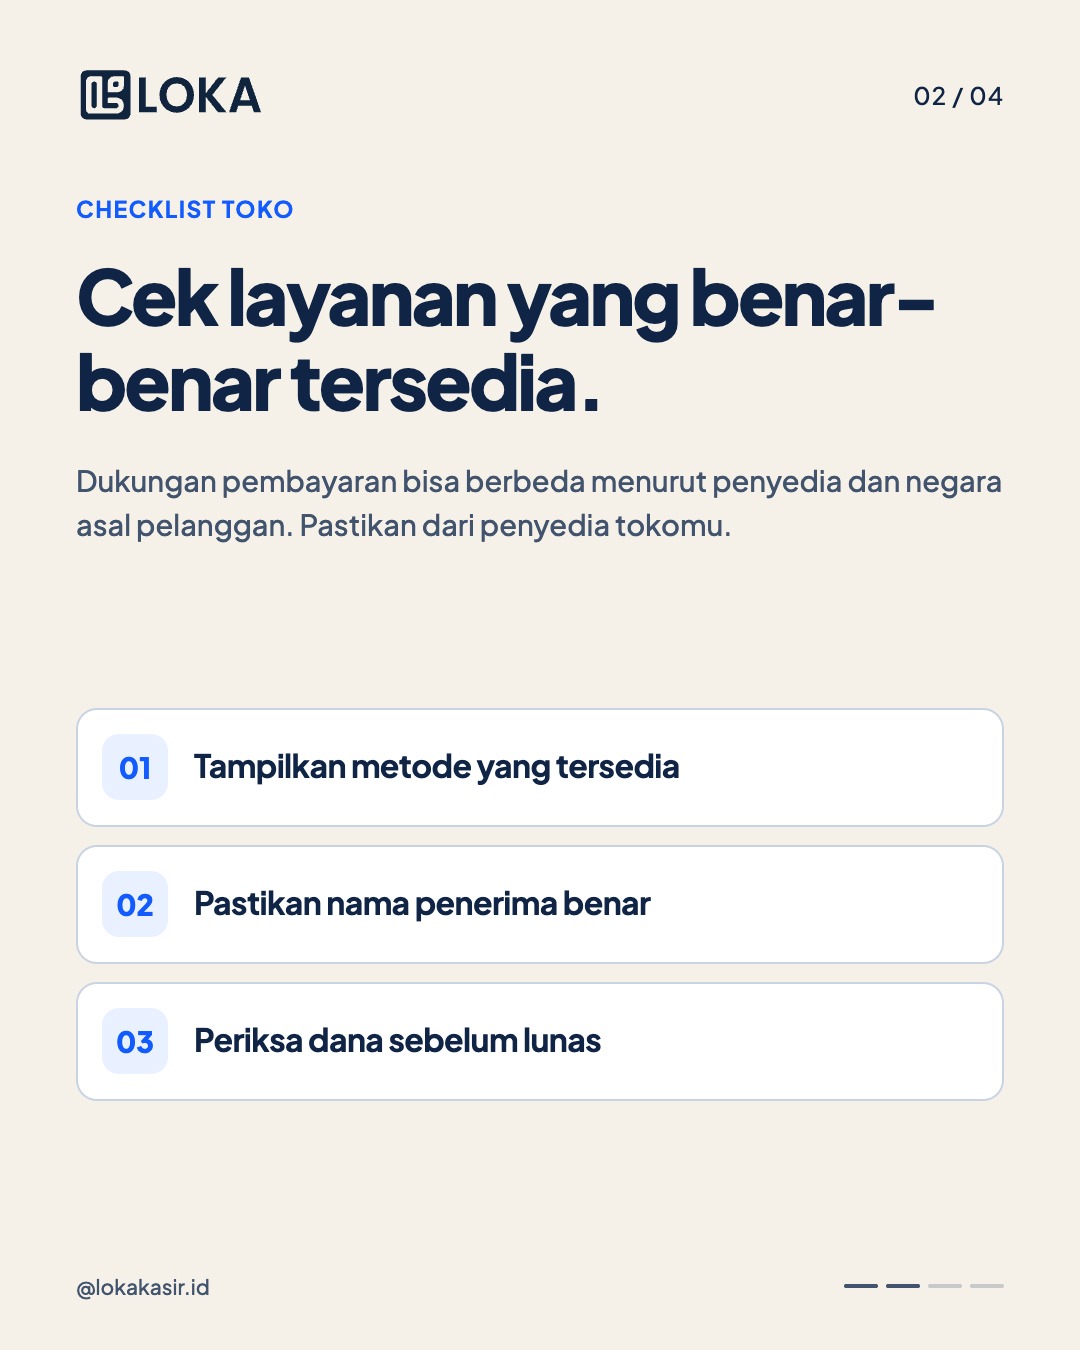 LOKA
02 / 04
CHECKLIST TOKO
Cek layanan yang benar-
benar tersedia.
Dukungan pembayaran bisa berbeda menurut penyedia dan negara
asal pelanggan. Pastikan dari penyedia tokomu.
01 Tampilkan metode yang tersedia
02 Pastikan nama penerima benar
03 Periksa dana sebelum lunas
@lokakasir.id